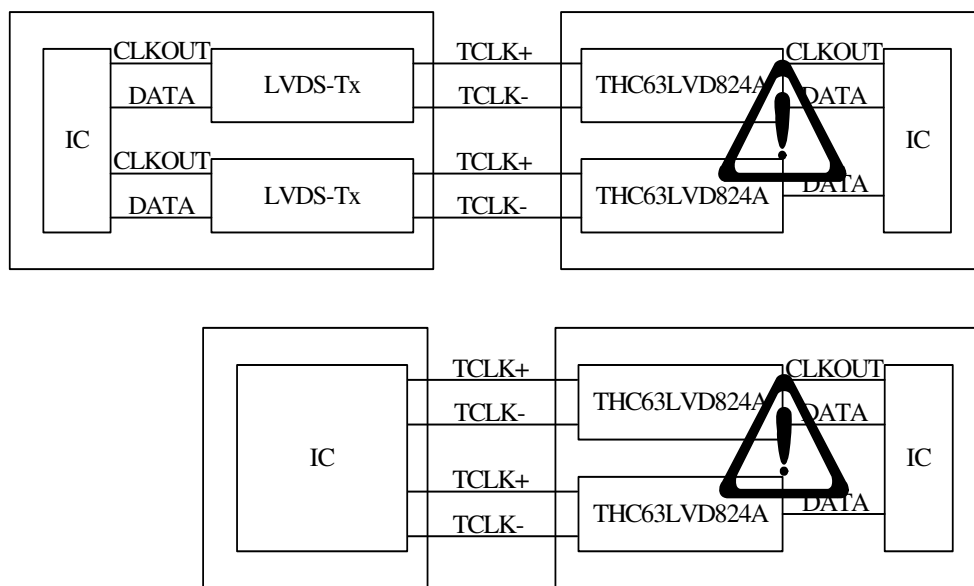 CLKOUT LVDS-Tx TCLK+ THC63LVD824A CLKOUT
DATA TCLK- DATA
IC IC
CLKOUT LVDS-Tx TCLK+ THC63LVD824A DATA
DATA TCLK-
TCLK+ THC63LVD824A CLKOUT
TCLK- DATA
IC IC
TCLK+ THC63LVD824A DATA
TCLK-